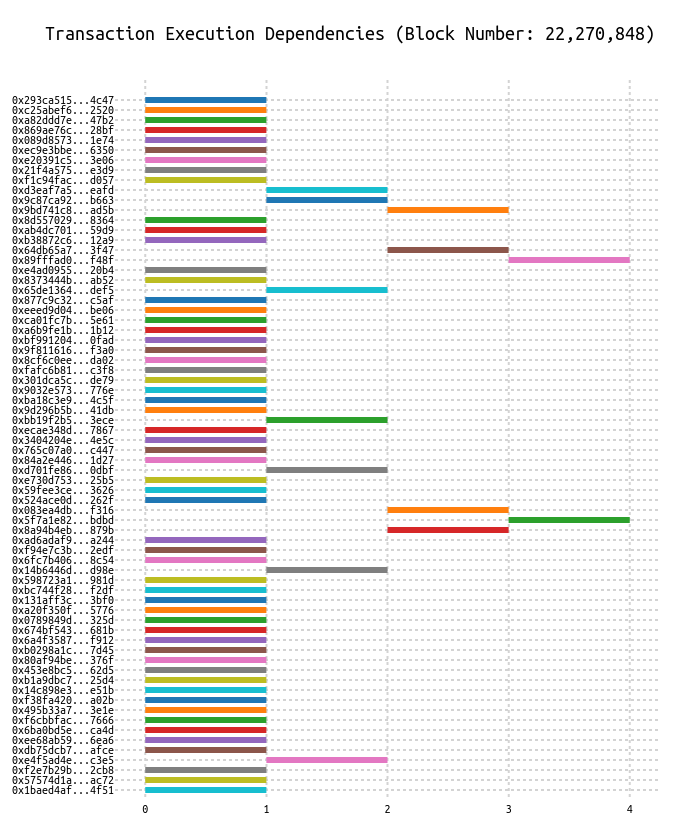 Transaction Execution Dependencies (Block Number: 22,270,848)
0x293ca515...4c47
0xc25abef6...2520
0xa82ddd7e...47b2
0x869ae76c...28bf
0x089d8573...1e74
0xec9e3bbe...6350
0xe20391c5...3e06
0x21f4a575...e3d9
0xf1c94fac...d057
0xd3eaf7a5...eafd
0x9c87ca92...b663
0x9bd741c8...ad5b
0x8d557029...8364
0xab4dc701...59d9
0xb38872c6...12a9
0x64db65a7...3f47
0x89fffad0...f48f
0xe4ad0955...20b4
0x8373444b...ab52
0x65de1364...def5
0x877c9c32...c5af
0xeeed9d04...be06
0xca01fc7b...5e61
0xa6b9fe1b...1b12
0xbf991204...0fad
0x9f811616...f3a0
0x8cf6c0ee...da02
0xfafc6b81...c3f8
0x301dca5c...de79
0x9032e573...776e
0xba18c3e9...4c5f
0x9d296b5b...41db
0xbb19f2b5...3ece
0xecae348d...7867
0x3404204e...4e5c
0x765c07a0...c447
0x84a2e446...1d27
0xd701fe86...0dbf
0xe730d753...25b5
0x59fee3ce...3626
0x524ace0d...262f
0x083ea4db...f316
0x5f7a1e82...bdbd
0x8a94b4eb...879b
0xad6adaf9...a244
0xf94e7c3b...2edf
0x6fc7b406...8c54
0x14b6446d...d98e
0x598723a1...981d
0xbc744f28...f2df
0x131aff3c...3bf0
0xa20f350f...5776
0x0789849d...325d
0x674bf543...681b
0x6a4f3587...f912
0xb0298a1c...7d45
0x80af94be...376f
0x453e8bc5...62d5
0xb1a9dbc7...25d4
0x14c898e3...e51b
0xf38fa420...a02b
0x495b33a7...3e1e
0xf6cbbfac...7666
0x6ba0bd5e...ca4d
0xee68ab59...6ea6
0xdb75dcb7...afce
0xe4f5ad4e...c3e5
0xf2e7b29b...2cb8
0x57574d1a...ac72
0x1baed4af...4f51
0 1 2 3 4